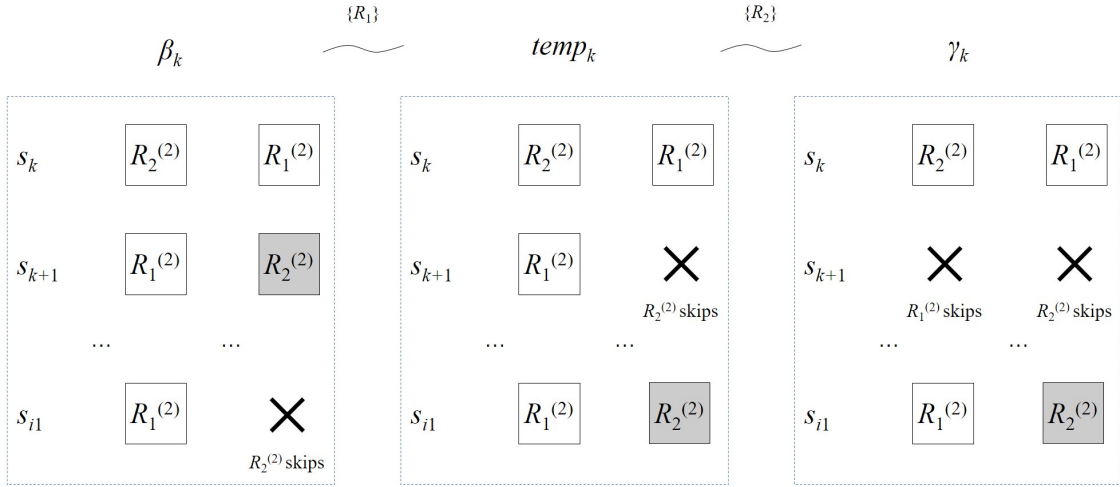 {R₁} {R₂}
βₖ tempₖ γₖ
sₖ R₂⁽²⁾ R₁⁽²⁾ sₖ R₂⁽²⁾ R₁⁽²⁾ sₖ R₂⁽²⁾ R₁⁽²⁾
sₖ₊₁ R₁⁽²⁾ R₂⁽²⁾ sₖ₊₁ R₁⁽²⁾ sₖ₊₁
R₂⁽²⁾ skips R₁⁽²⁾ skips R₂⁽²⁾ skips
... ... ... ... ... ...
sᵢ₁ R₁⁽²⁾ sᵢ₁ R₁⁽²⁾ R₂⁽²⁾ sᵢ₁ R₁⁽²⁾ R₂⁽²⁾
R₂⁽²⁾ skips